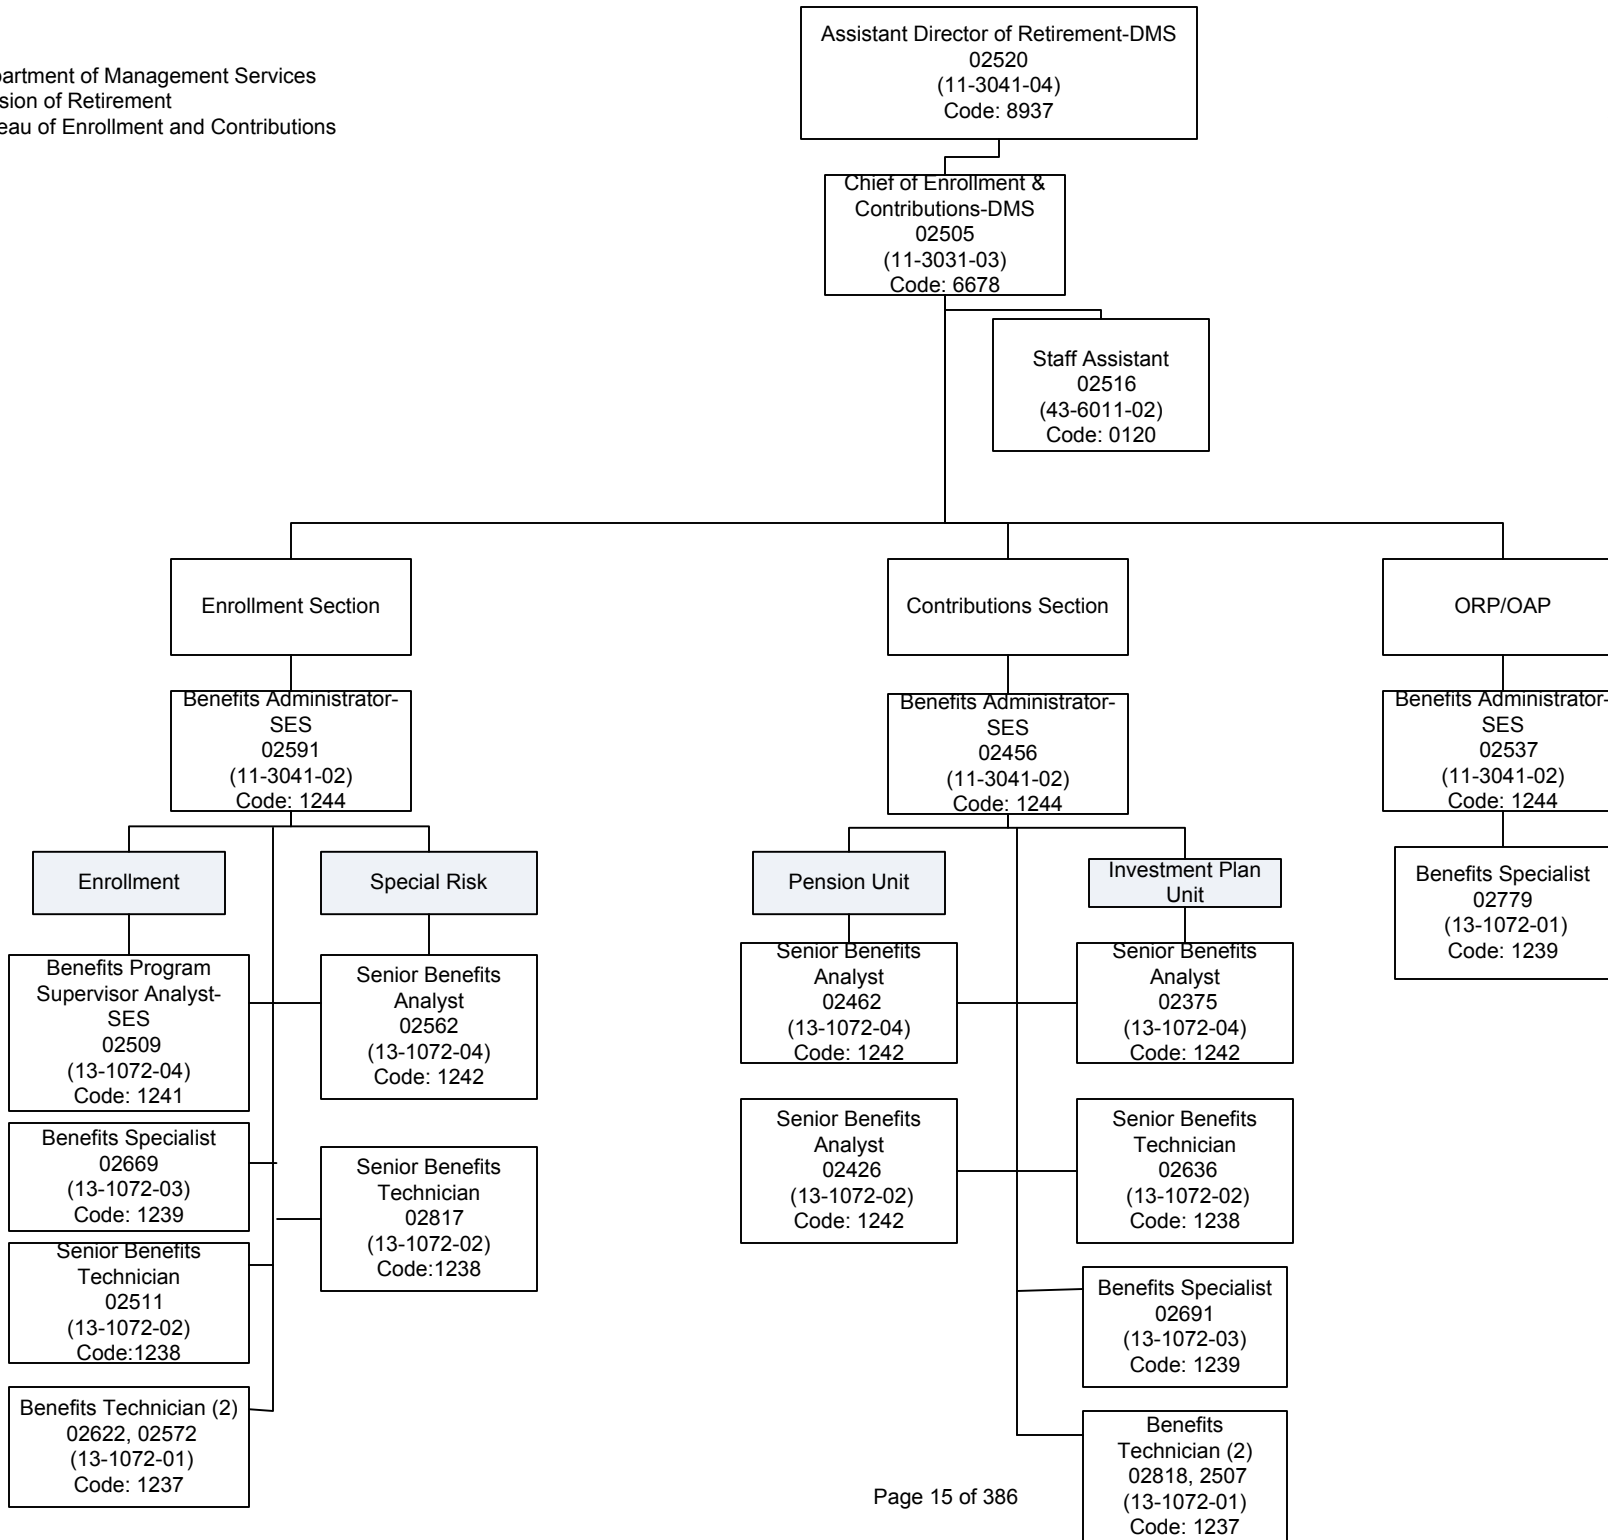 partment of Management Services
sion of Retirement
eau of Enrollment and Contributions
Assistant Director of Retirement-DMS
02520
(11-3041-04)
Code: 8937
Chief of Enrollment &
Contributions-DMS
02505
(11-3031-03)
Code: 6678
Staff Assistant
02516
(43-6011-02)
Code: 0120
Enrollment Section
Benefits Administrator-
SES
02591
(11-3041-02)
Code: 1244
Enrollment
Benefits Program
Supervisor Analyst-
SES
02509
(13-1072-04)
Code: 1241
Benefits Specialist
02669
(13-1072-03)
Code: 1239
Senior Benefits
Technician
02511
(13-1072-02)
Code:1238
Benefits Technician (2)
02622, 02572
(13-1072-01)
Code: 1237
Special Risk
Senior Benefits
Analyst
02562
(13-1072-04)
Code: 1242
Senior Benefits
Technician
02817
(13-1072-02)
Code:1238
Contributions Section
Benefits Administrator-
SES
02456
(11-3041-02)
Code: 1244
Pension Unit
Senior Benefits
Analyst
02462
(13-1072-04)
Code: 1242
Senior Benefits
Analyst
02426
(13-1072-02)
Code: 1242
Investment Plan
Unit
Senior Benefits
Analyst
02375
(13-1072-04)
Code: 1242
Senior Benefits
Technician
02636
(13-1072-02)
Code: 1238
Benefits Specialist
02691
(13-1072-03)
Code: 1239
Benefits
Technician (2)
02818, 2507
(13-1072-01)
Code: 1237
ORP/OAP
Benefits Administrator-
SES
02537
(11-3041-02)
Code: 1244
Benefits Specialist
02779
(13-1072-01)
Code: 1239
Page 15 of 386